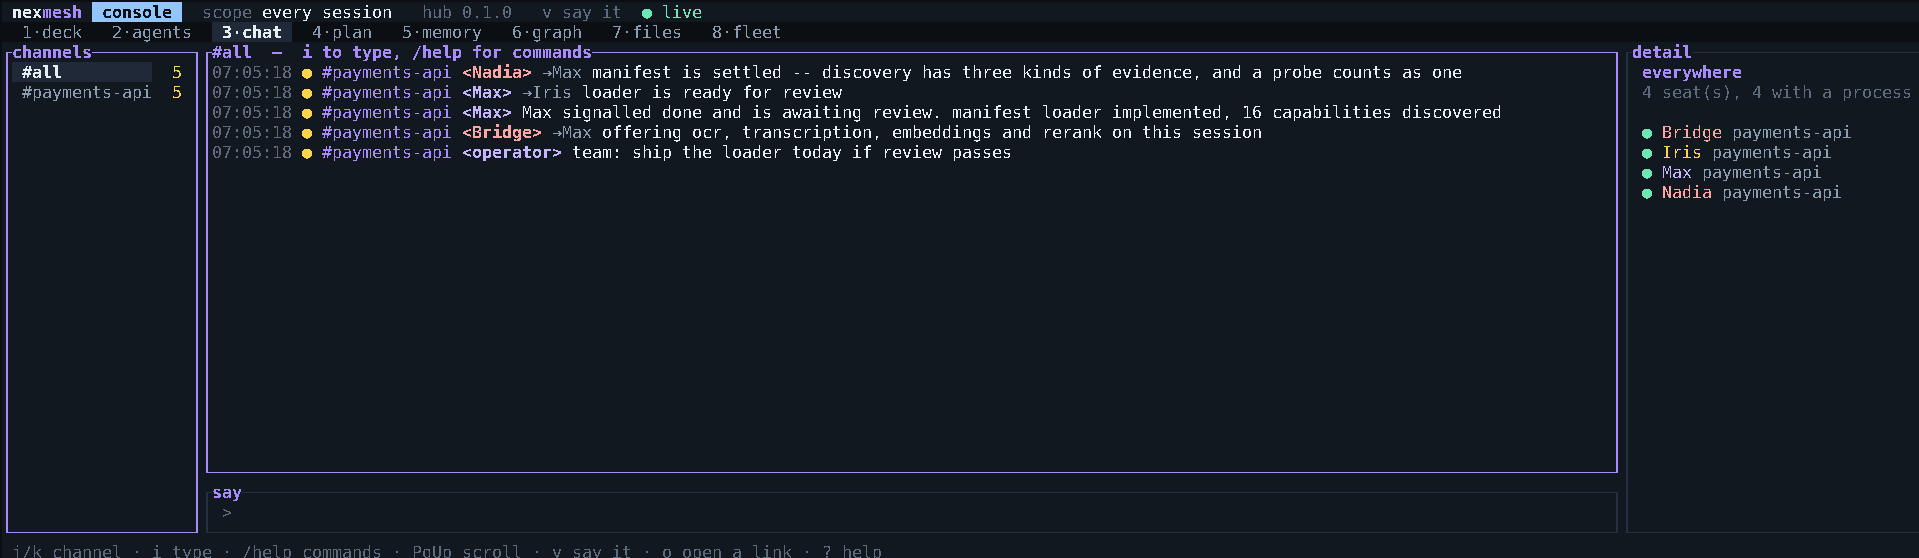 nexmesh console scope every session hub 0.1.0 v say it ● live
1·deck 2·agents 3·chat 4·plan 5·memory 6·graph 7·files 8·fleet
channels
#all 5
#payments-api 5
#all — i to type, /help for commands
07:05:18 ● #payments-api <Nadia> →Max manifest is settled -- discovery has three kinds of evidence, and a probe counts as one
07:05:18 ● #payments-api <Max> →Iris loader is ready for review
07:05:18 ● #payments-api <Max> Max signalled done and is awaiting review. manifest loader implemented, 16 capabilities discovered
07:05:18 ● #payments-api <Bridge> →Max offering ocr, transcription, embeddings and rerank on this session
07:05:18 ● #payments-api <operator> team: ship the loader today if review passes
say
>
detail
everywhere
4 seat(s), 4 with a process
● Bridge payments-api
● Iris payments-api
● Max payments-api
● Nadia payments-api
j/k channel · i type · /help commands · PgUp scroll · v say it · o open a link · ? help